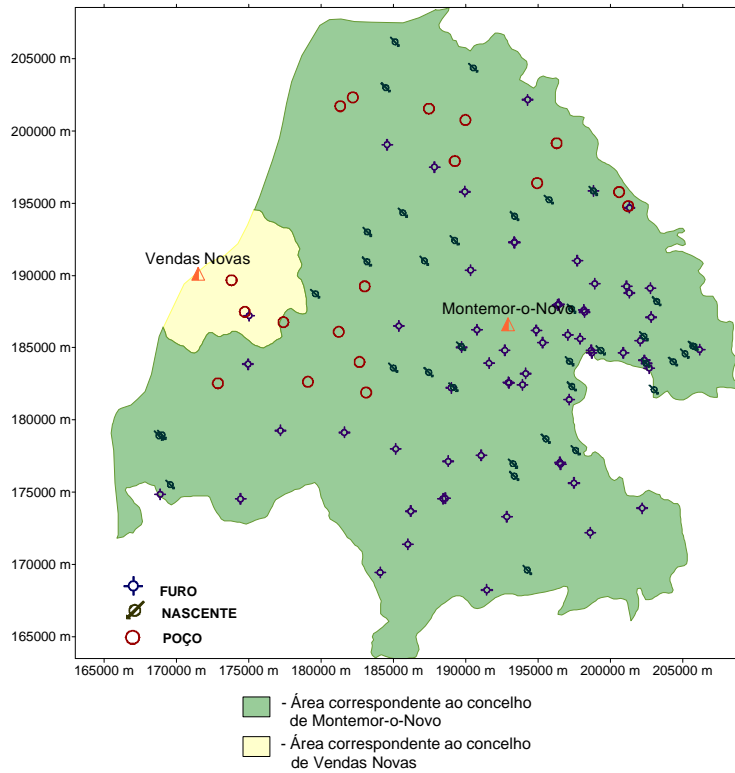 205000 m
200000 m
195000 m
190000 m
185000 m
180000 m
175000 m
170000 m
165000 m
Vendas Novas
Montemor-o-Novo
FURO
NASCENTE
POÇO
165000 m 170000 m 175000 m 180000 m 185000 m 190000 m 195000 m 200000 m 205000 m
- Área correspondente ao concelho
de Montemor-o-Novo
- Área correspondente ao concelho
de Vendas Novas